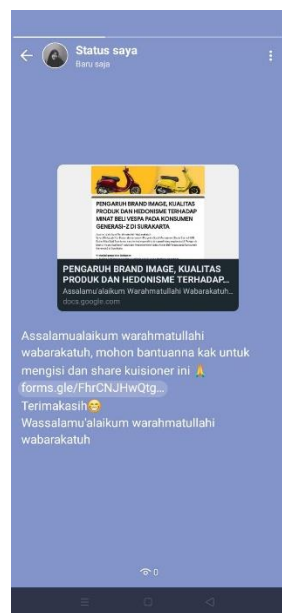 Status saya
Baru saja
PENGARUH BRAND IMAGE, KUALITAS
PRODUK DAN HEDONISME TERHADAP
MINAT BELI VESPA PADA KONSUMEN
GENERASI-Z DI SURAKARTA
PENGARUH BRAND IMAGE, KUALITAS
PRODUK DAN HEDONISME TERHADAP...
Assalamu'alaikum Warahmatullahi Wabarakatuh...
docs.google.com
Assalamualaikum warahmatullahi
wabarakatuh, mohon bantuanna kak untuk
mengisi dan share kuisioner ini 🙏
forms.gle/FhrCNJHwQtg...
Terimakasih😁
Wassalamu'alaikum warahmatullahi
wabarakatuh
0